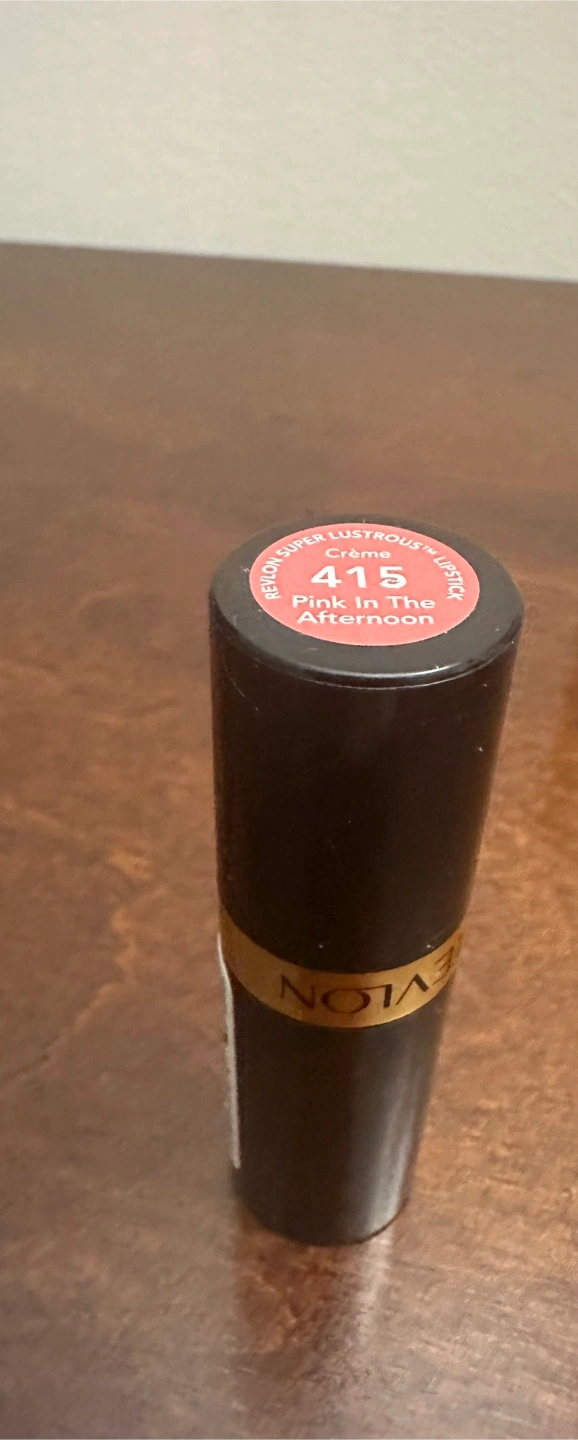 REVLON SUPER LUSTROUS™ LIPSTICK
Crème
415
Pink In The
Afternoon
REVLON